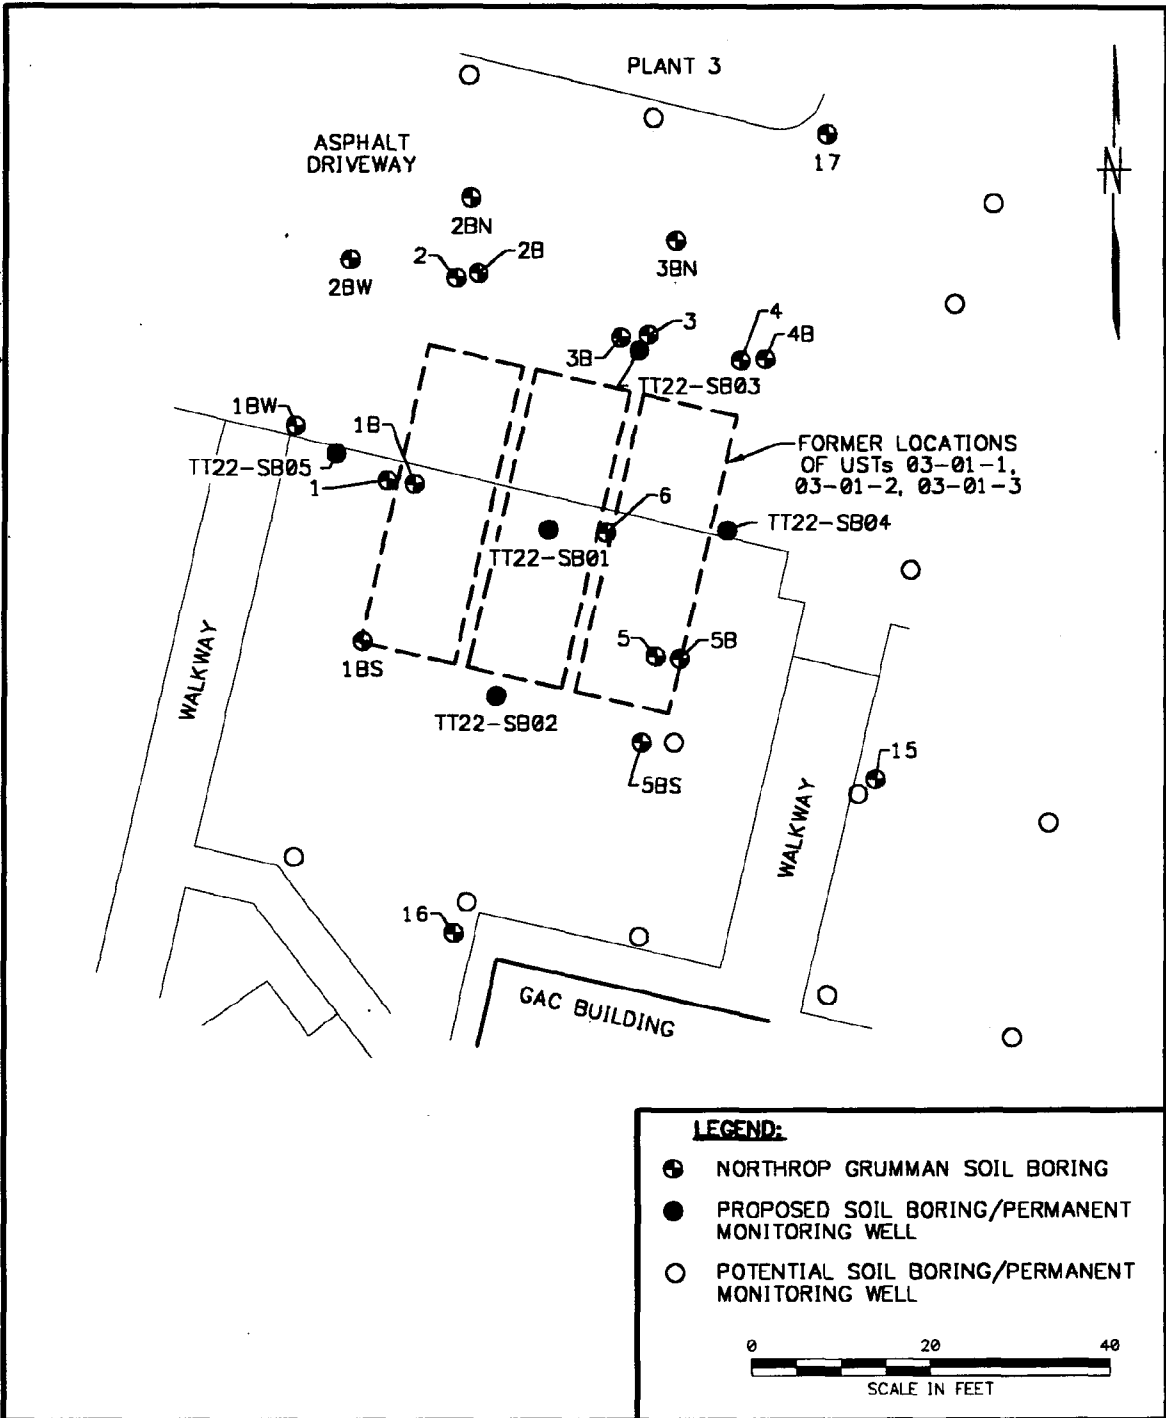 PLANT 3
ASPHALT
DRIVEWAY
17
2BN
2
2B
3BN
2BW
3
4
4B
3B
TT22-SB03
1BW
1B
FORMER LOCATIONS
OF USTs 03-01-1,
03-01-2, 03-01-3
TT22-SB05
1
6
TT22-SB04
TT22-SB01
WALKWAY
5
5B
1BS
TT22-SB02
15
5BS
WALKWAY
16
GAC BUILDING
N
LEGEND:
NORTHROP GRUMMAN SOIL BORING
PROPOSED SOIL BORING/PERMANENT
MONITORING WELL
POTENTIAL SOIL BORING/PERMANENT
MONITORING WELL
0 20 40
SCALE IN FEET